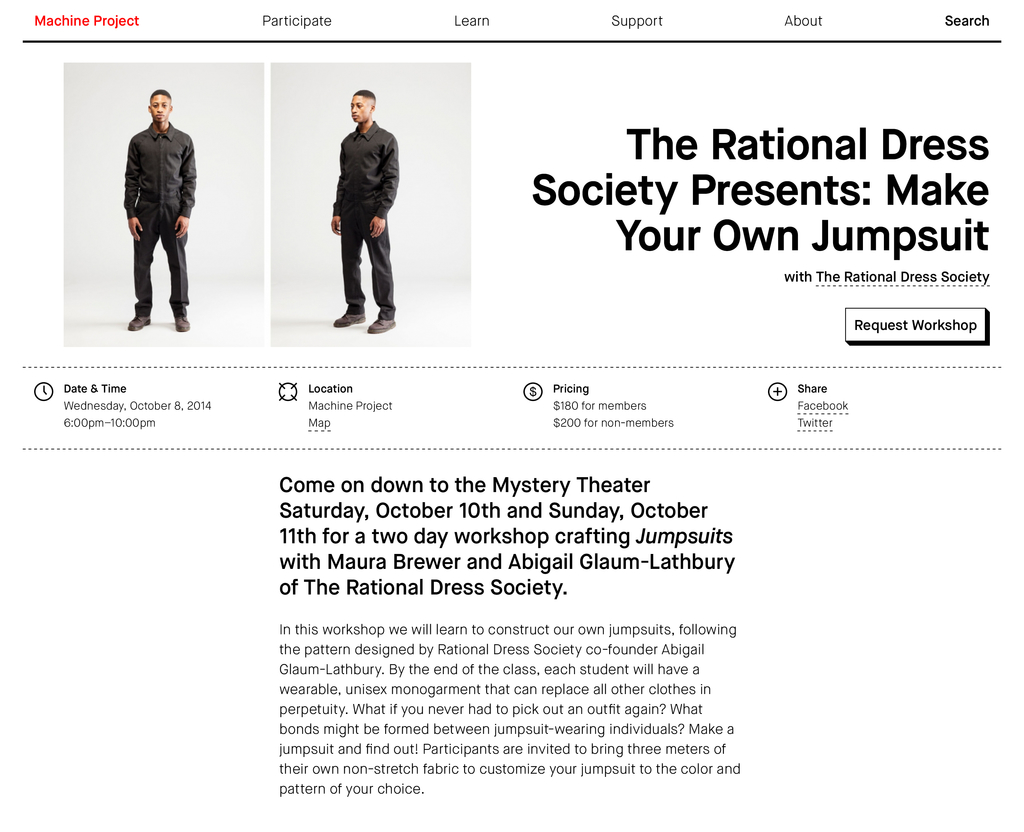 Machine Project Participate Learn Support About Search
The Rational Dress
Society Presents: Make
Your Own Jumpsuit
with The Rational Dress Society
Request Workshop
Date & Time
Wednesday, October 8, 2014
6:00pm–10:00pm
Location
Machine Project
Map
$
Pricing
$180 for members
$200 for non-members
Share
Facebook
Twitter
Come on down to the Mystery Theater
Saturday, October 10th and Sunday, October
11th for a two day workshop crafting Jumpsuits
with Maura Brewer and Abigail Glaum-Lathbury
of The Rational Dress Society.
In this workshop we will learn to construct our own jumpsuits, following
the pattern designed by Rational Dress Society co-founder Abigail
Glaum-Lathbury. By the end of the class, each student will have a
wearable, unisex monogarment that can replace all other clothes in
perpetuity. What if you never had to pick out an outfit again? What
bonds might be formed between jumpsuit-wearing individuals? Make a
jumpsuit and find out! Participants are invited to bring three meters of
their own non-stretch fabric to customize your jumpsuit to the color and
pattern of your choice.